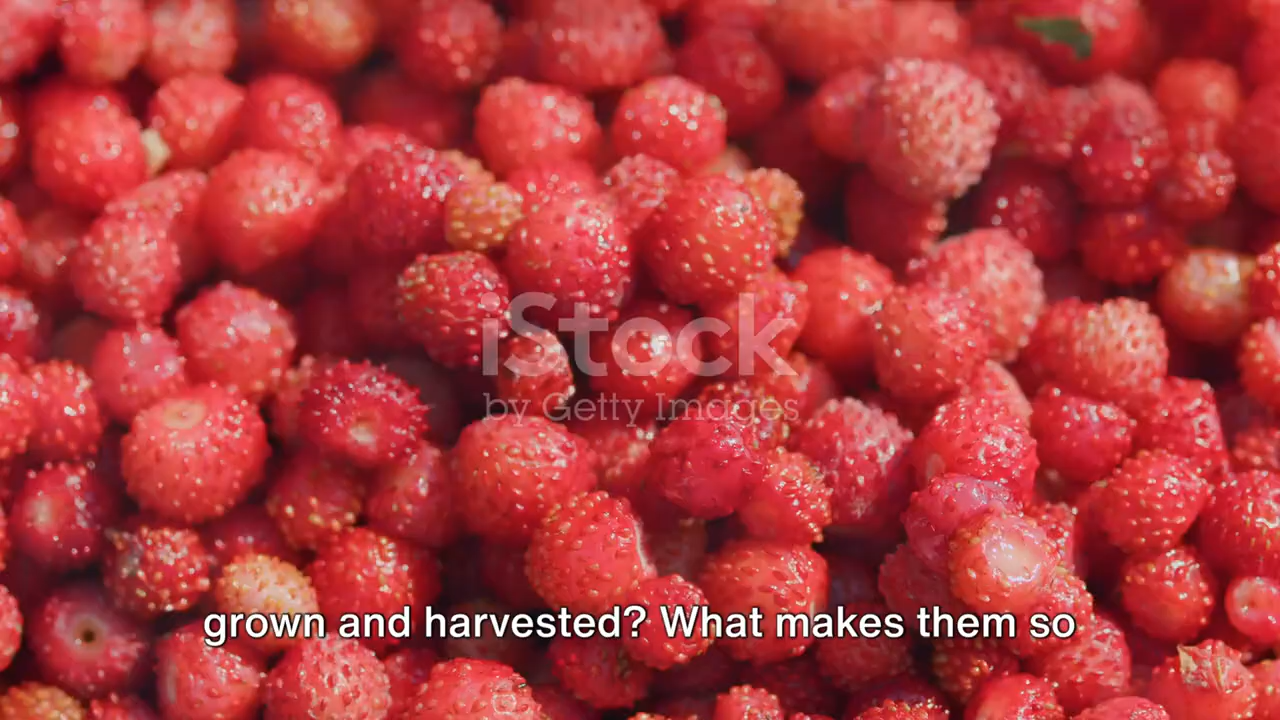 iStock
by Getty Images
grown and harvested? What makes them so